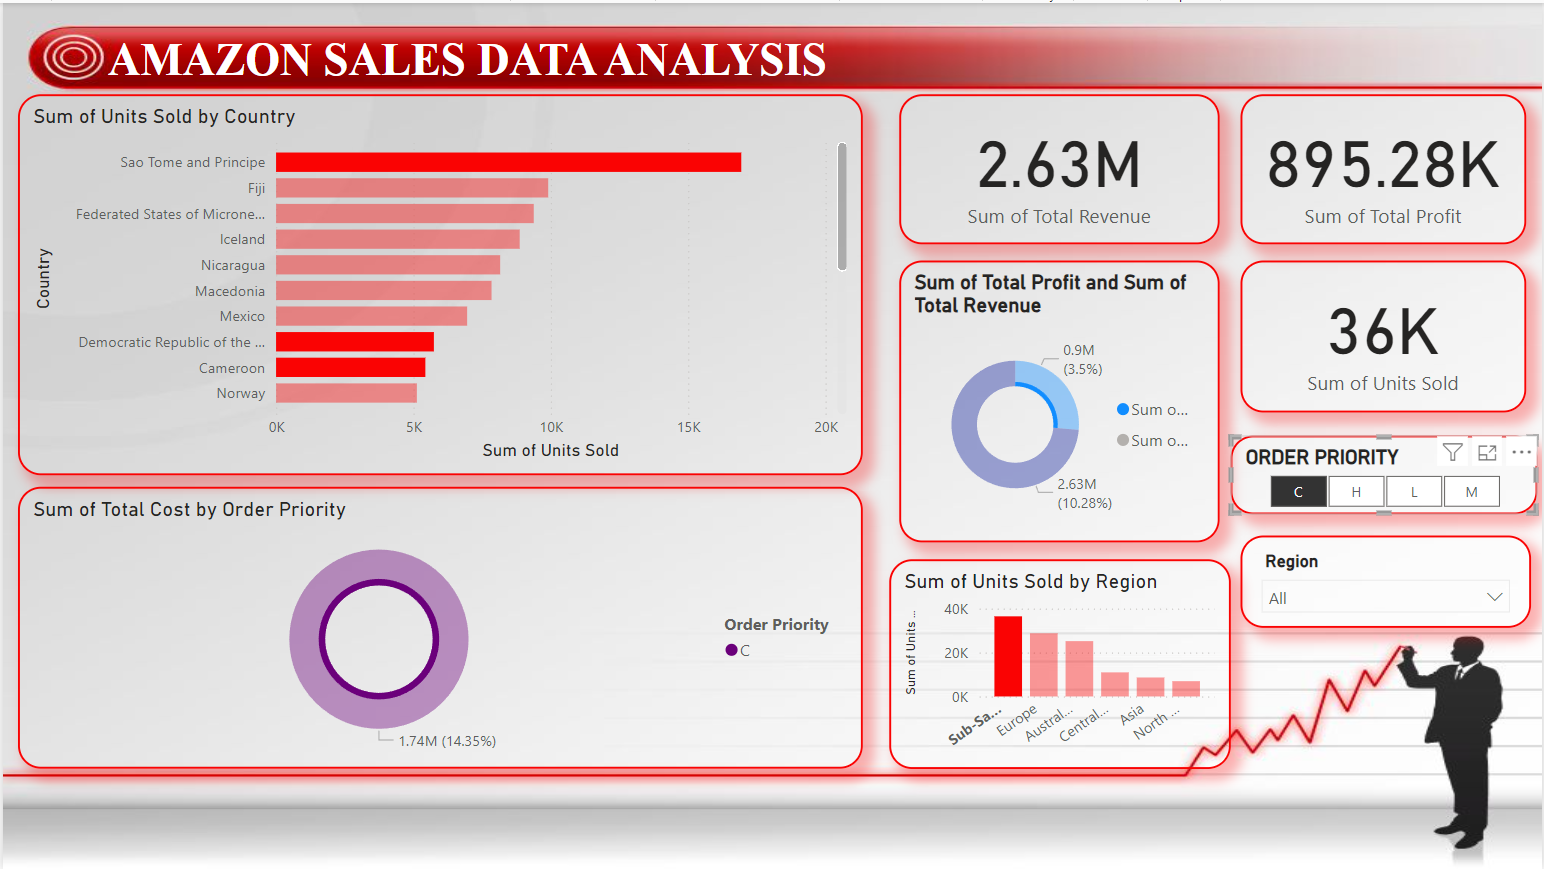 AMAZON SALES DATA ANALYSIS
Sum of Units Sold by Country
Country
Sao Tome and Principe
Fiji
Federated States of Microne...
Iceland
Nicaragua
Macedonia
Mexico
Democratic Republic of the ...
Cameroon
Norway
0K 5K 10K 15K 20K
Sum of Units Sold
2.63M
Sum of Total Revenue
895.28K
Sum of Total Profit
Sum of Total Profit and Sum of
Total Revenue
0.9M
(3.5%)
Sum o...
Sum o...
2.63M
(10.28%)
36K
Sum of Units Sold
ORDER PRIORITY
C H L M
Region
All
Sum of Total Cost by Order Priority
1.74M (14.35%)
Order Priority
C
Sum of Units Sold by Region
Sum of Units ...
40K
20K
0K
Sub-Sa... Europe Austral... Central... Asia North ...